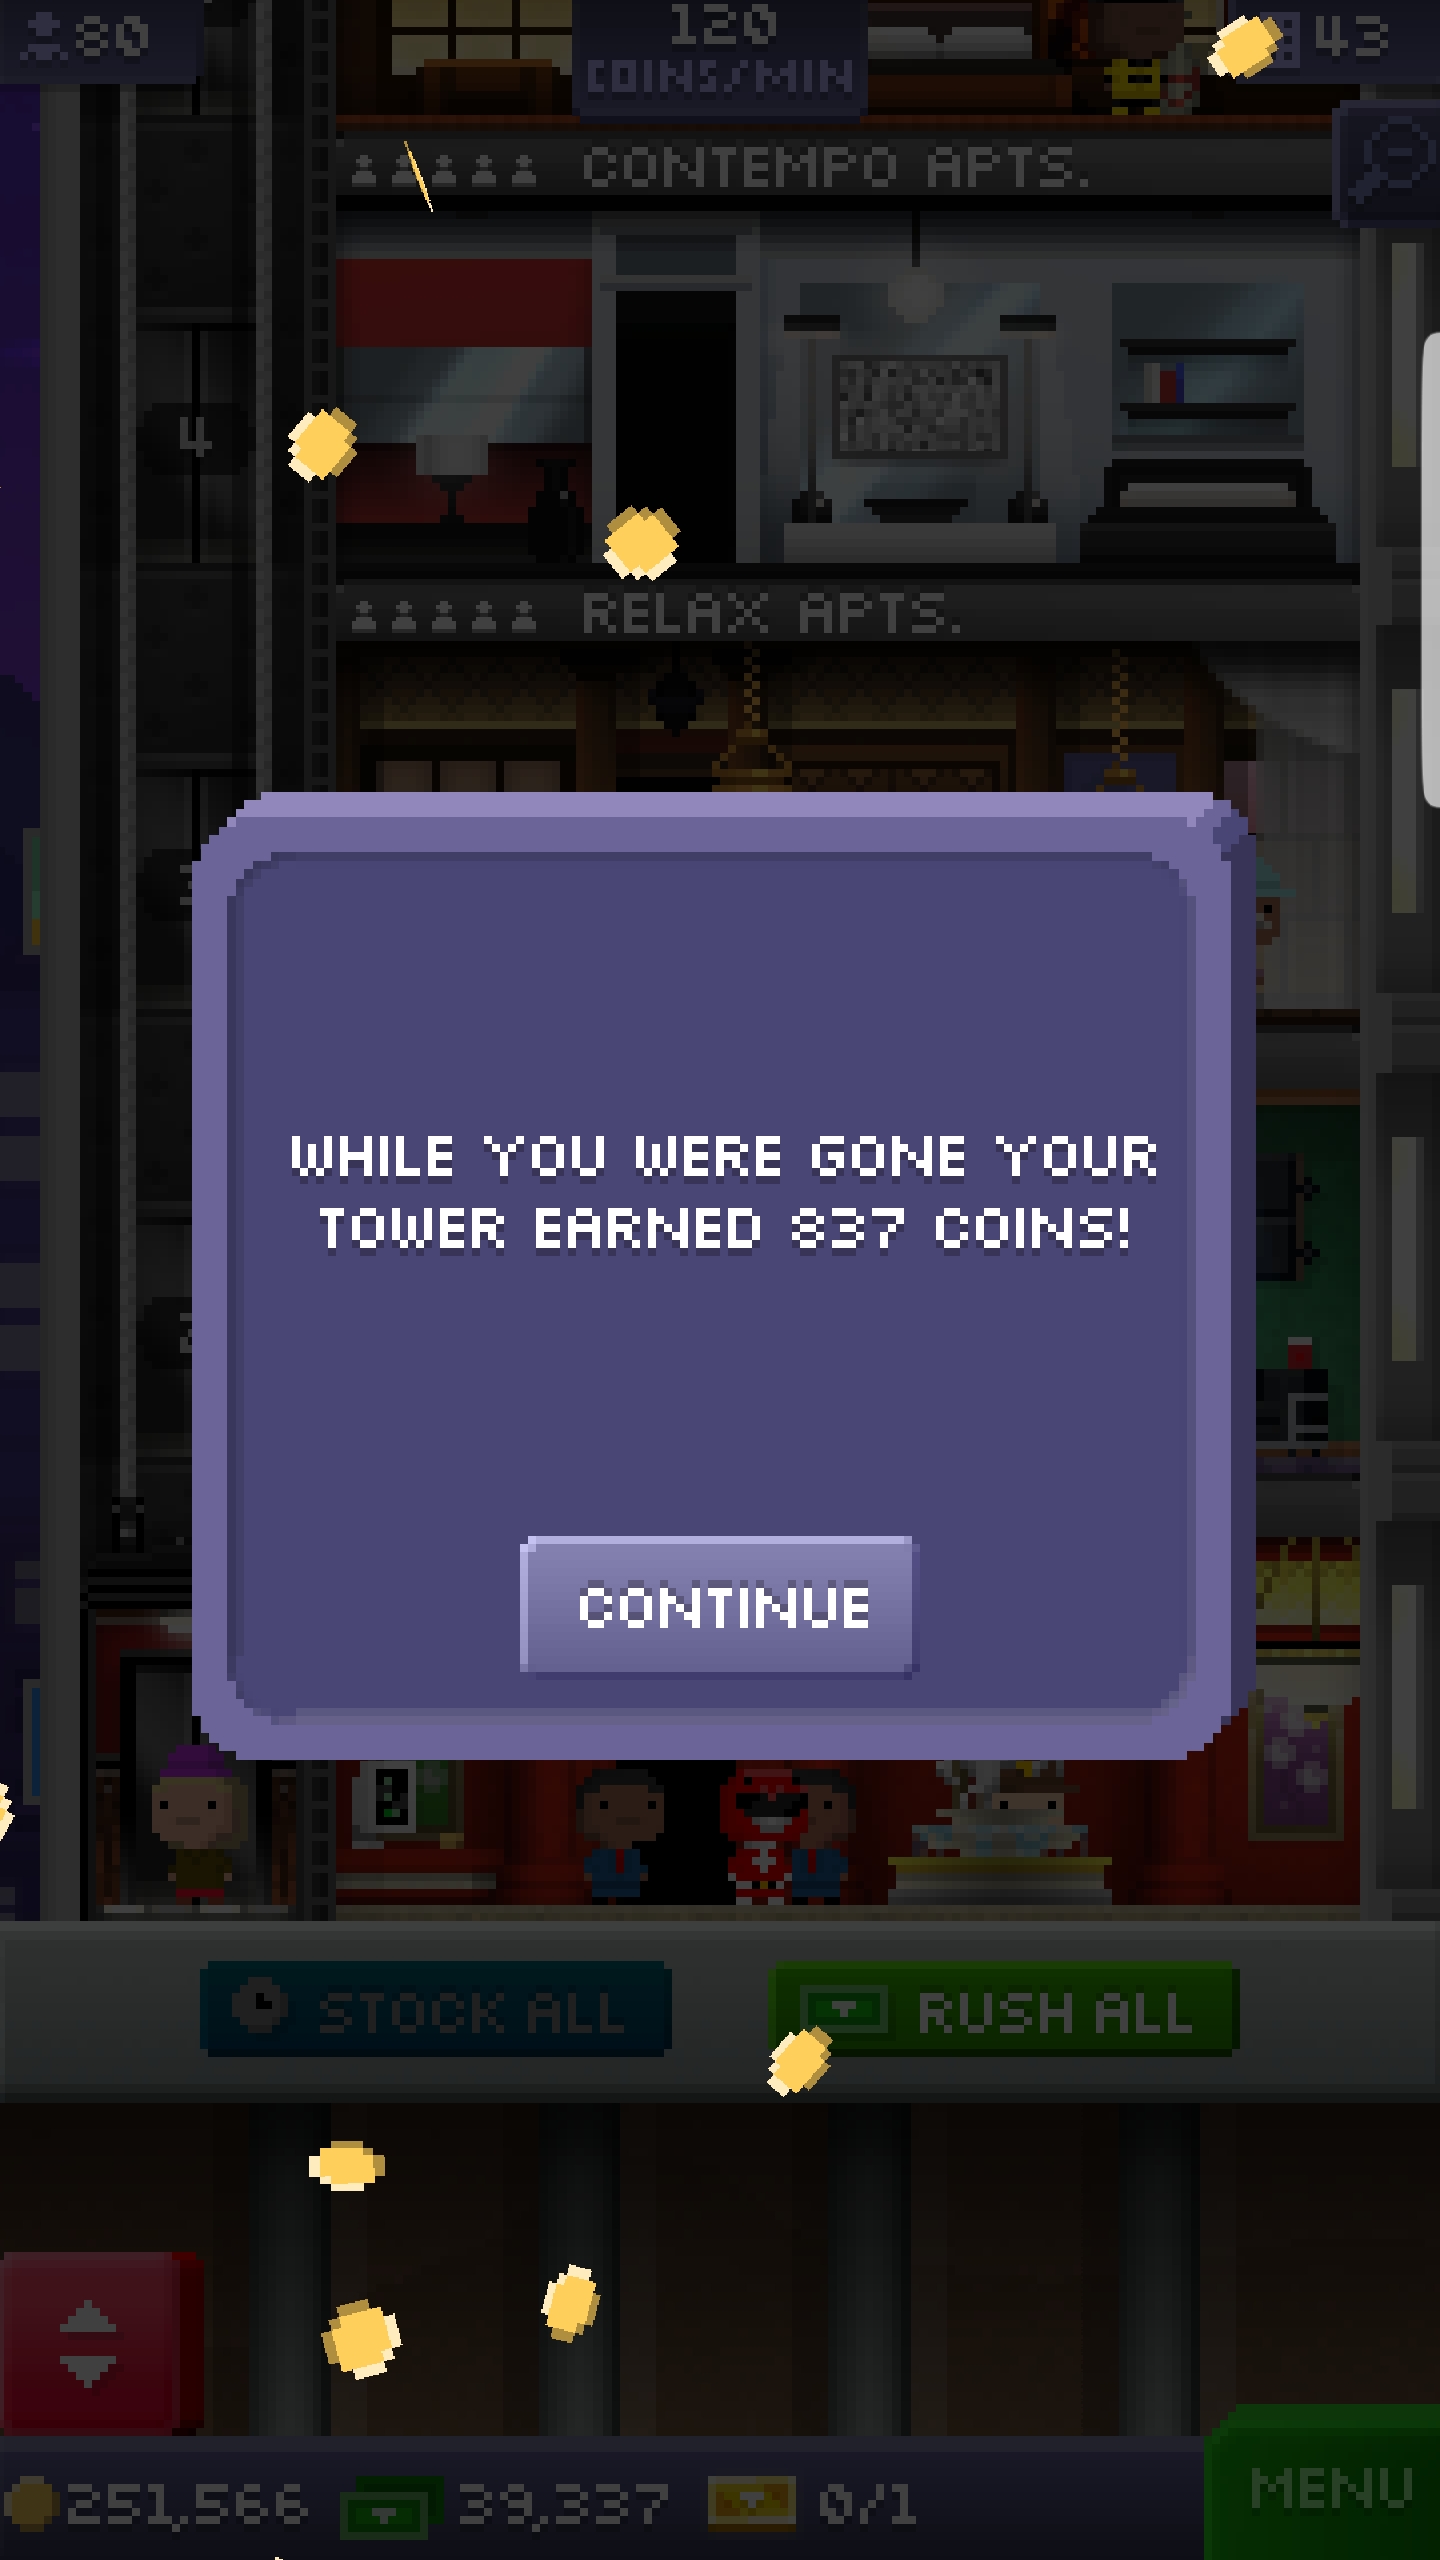 80
120
COINS/MIN
43
CONTEMPO APTS.
4
RELAX APTS.
WHILE YOU WERE GONE YOUR
TOWER EARNED 837 COINS!
CONTINUE
STOCK ALL
RUSH ALL
251,566
39,337
0/1
MENU